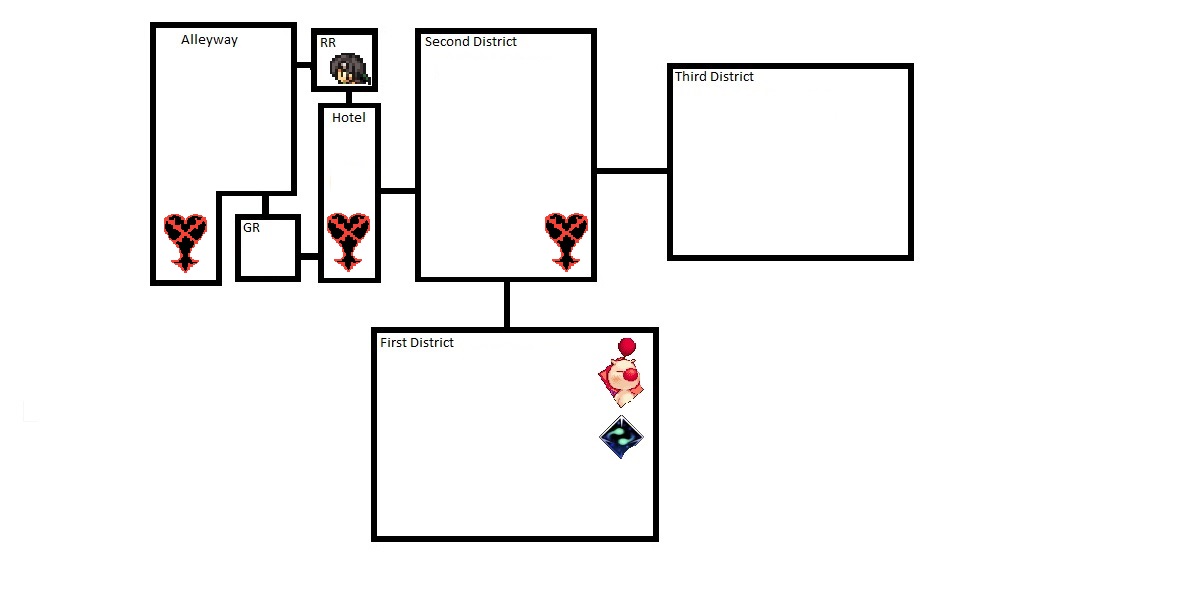 Alleyway
RR
Second District
Third District
Hotel
GR
First District